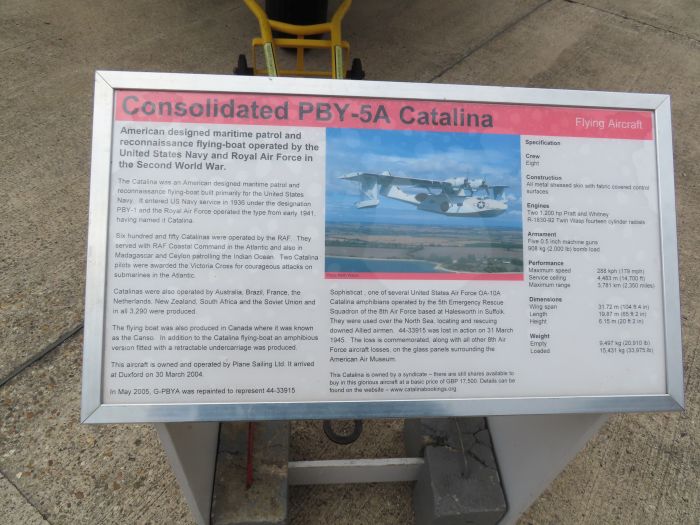 Consolidated PBY-5A Catalina
Flying Aircraft
American designed maritime patrol and
reconnaissance flying-boat operated by the
United States Navy and Royal Air Force in
the Second World War.
The Catalina was an American designed maritime patrol and
reconnaissance flying-boat built primarily for the United States
Navy. It entered US Navy service in 1936 under the designation
PBY-1 and the Royal Air Force operated the type from early 1941,
having named it Catalina.
Six hundred and fifty Catalinas were operated by the RAF. They
served with RAF Coastal Command in the Atlantic and also in
Madagascar and Ceylon patrolling the Indian Ocean. Two Catalina
pilots were awarded the Victoria Cross for courageous attacks on
submarines in the Atlantic.
Catalinas were also operated by Australia, Brazil, France, the
Netherlands, New Zealand, South Africa and the Soviet Union and
in all 3,290 were produced.
The flying boat was also produced in Canada where it was known
as the Canso. In addition to the Catalina flying-boat an amphibious
version fitted with a retractable undercarriage was produced.
This aircraft is owned and operated by Plane Sailing Ltd. It arrived
at Duxford on 30 March 2004.
In May 2005, G-PBYA was repainted to represent 44-33915
Sophisticat, one of several United States Air Force OA-10A
Catalina amphibians operated by the 5th Emergency Rescue
Squadron of the 8th Air Force based at Halesworth in Suffolk.
They were used over the North Sea, locating and rescuing
downed Allied airmen. 44-33915 was lost in action on 31 March
1945. The loss is commemorated, along with all other 8th Air
Force aircraft losses, on the glass panels surrounding the
American Air Museum.
This Catalina is owned by a syndicate – there are still shares available to
buy in this glorious aircraft at a basic price of GBP 17,500. Details can be
found on the website – www.catalinabookings.org
Specification
Crew
Eight
Construction
All metal stressed skin with fabric covered control
surfaces
Engines
Two 1,200 hp Pratt and Whitney
R-1830-92 Twin Wasp fourteen cylinder radials
Armament
Five 0.5 inch machine guns
908 kg (2,000 lb) bomb load
Performance
Maximum speed 288 kph (179 mph)
Service ceiling 4,483 m (14,700 ft)
Maximum range 3,781 km (2,350 miles)
Dimensions
Wing span 31.72 m (104 ft 4 in)
Length 19.87 m (65 ft 2 in)
Height 6.15 m (20 ft 2 in)
Weight
Empty 9,497 kg (20,910 lb)
Loaded 15,431 kg (33,975 lb)